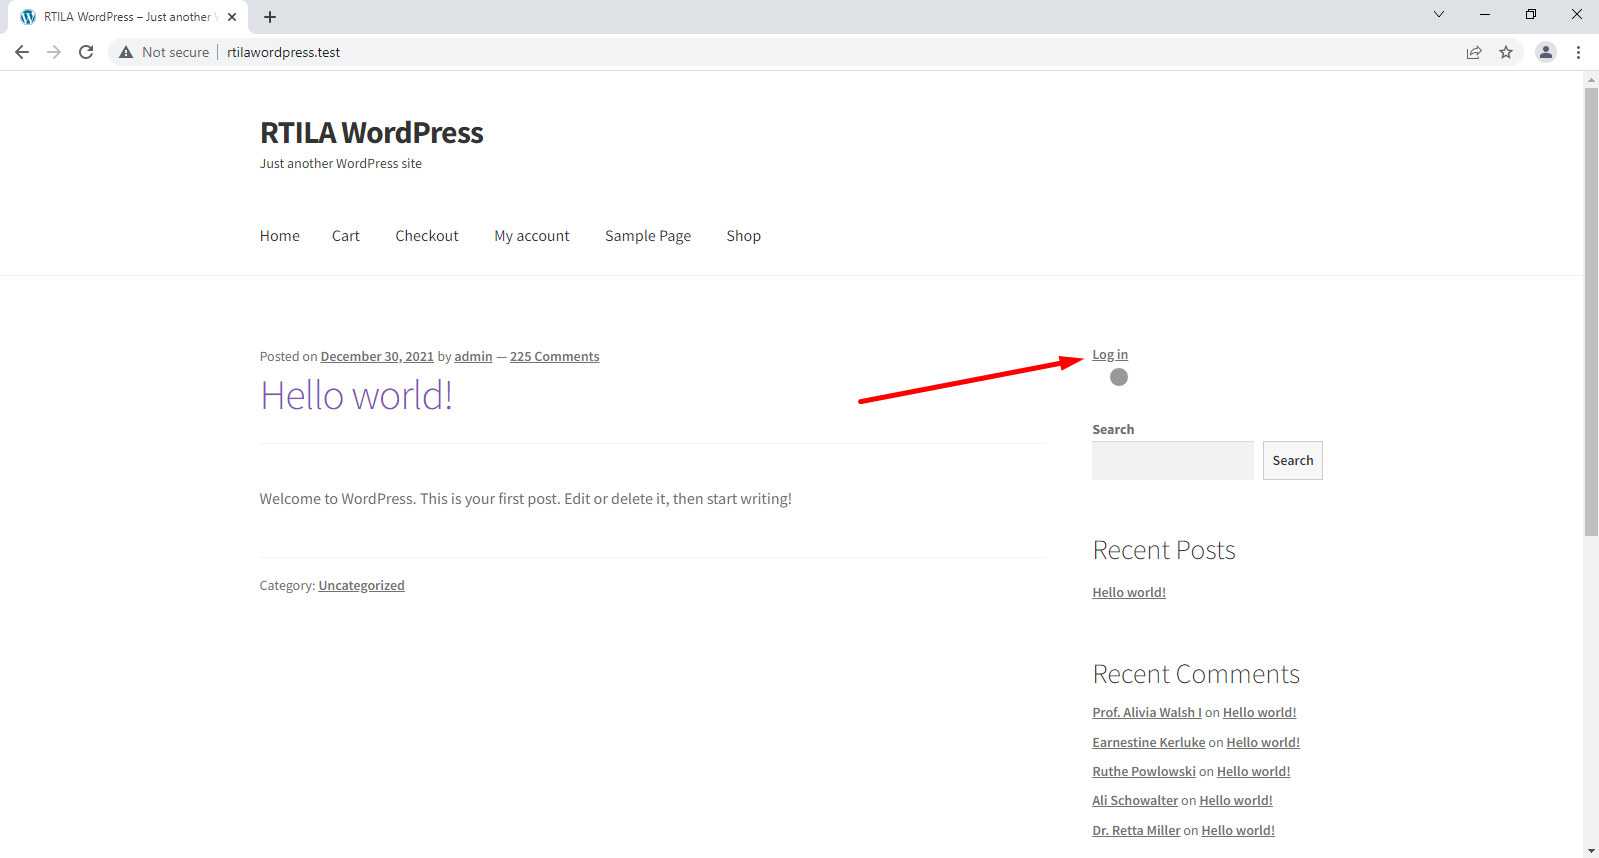 RTILA WordPress – Just another
Not secure rtilawordpress.test
RTILA WordPress
Just another WordPress site
Home Cart Checkout My account Sample Page Shop
Posted on December 30, 2021 by admin — 225 Comments
Hello world!
Welcome to WordPress. This is your first post. Edit or delete it, then start writing!
Category: Uncategorized
Log in
Search
Search
Recent Posts
Hello world!
Recent Comments
Prof. Alivia Walsh I on Hello world!
Earnestine Kerluke on Hello world!
Ruthe Powlowski on Hello world!
Ali Schowalter on Hello world!
Dr. Retta Miller on Hello world!